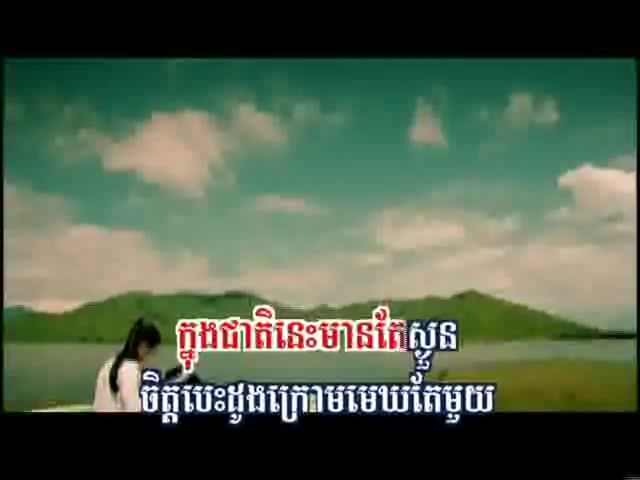 ក្នុងជាតិនេះមានតែស្ងួន
ចិត្តបេះដូងក្រោមមេឃតែមួយ